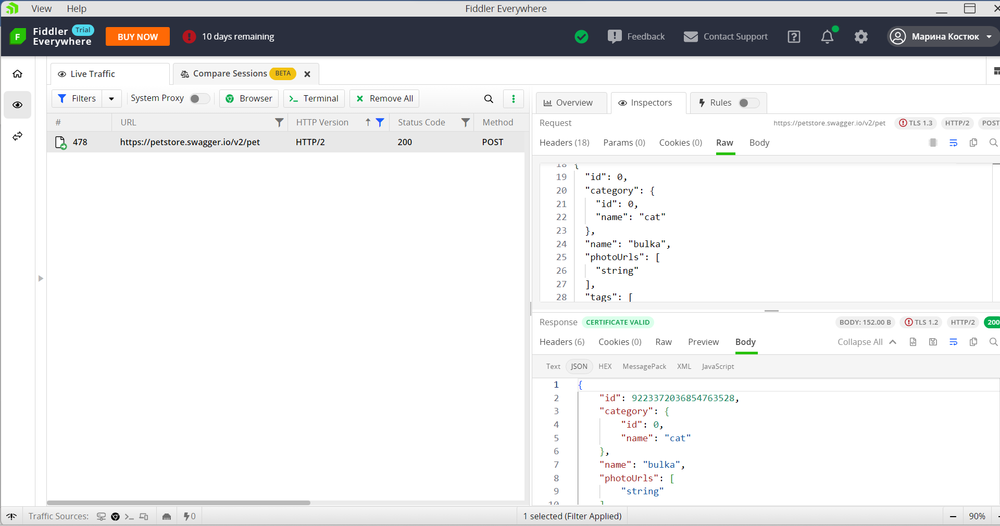 View Help Fiddler Everywhere
Fiddler Everywhere Trial BUY NOW 10 days remaining Feedback Contact Support Марина Костюк
Live Traffic Compare Sessions BETA
Filters System Proxy Browser Terminal Remove All
# URL HTTP Version Status Code Method
478 https://petstore.swagger.io/v2/pet HTTP/2 200 POST
Overview Inspectors Rules
Request https://petstore.swagger.io/v2/pet TLS 1.3 HTTP/2 POST
Headers (18) Params (0) Cookies (0) Raw Body
18 {
19 "id": 0,
20 "category": {
21 "id": 0,
22 "name": "cat"
23 },
24 "name": "bulka",
25 "photoUrls": [
26 "string"
27 ],
28 "tags": [
Response CERTIFICATE VALID BODY: 152.00 B TLS 1.2 HTTP/2 200
Headers (6) Cookies (0) Raw Preview Body Collapse All
Text JSON HEX MessagePack XML JavaScript
1 {
2 "id": 9223372036854763528,
3 "category": {
4 "id": 0,
5 "name": "cat"
6 },
7 "name": "bulka",
8 "photoUrls": [
9 "string"
10 ]
Traffic Sources: 0 1 selected (Filter Applied) 90%